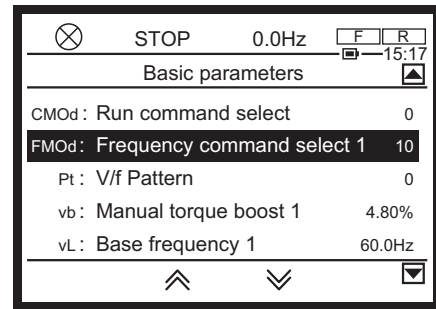 STOP 0.0Hz F R
15:17
Basic parameters
CMOd : Run command select 0
FMOd : Frequency command select 1 10
Pt : V/f Pattern 0
vb : Manual torque boost 1 4.80%
vL : Base frequency 1 60.0Hz